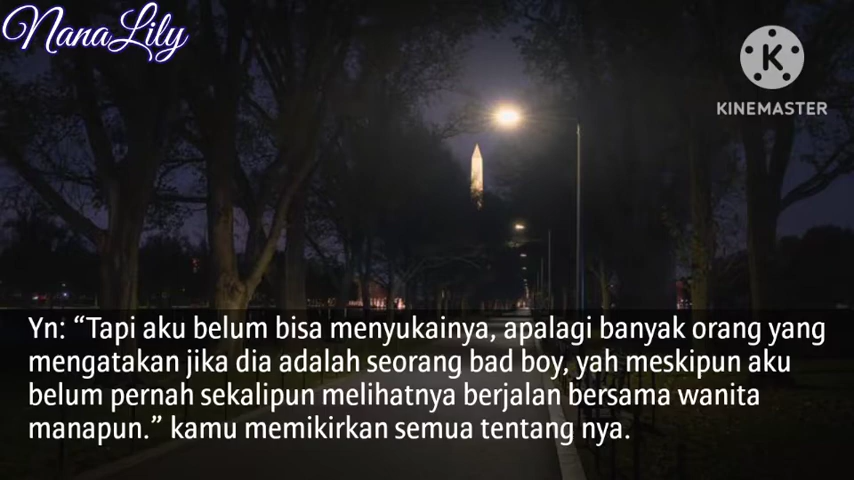 NanaLily
K
KINEMASTER
Yn: “Tapi aku belum bisa menyukainya, apalagi banyak orang yang
mengatakan jika dia adalah seorang bad boy, yah meskipun aku
belum pernah sekalipun melihatnya berjalan bersama wanita
manapun.” kamu memikirkan semua tentang nya.